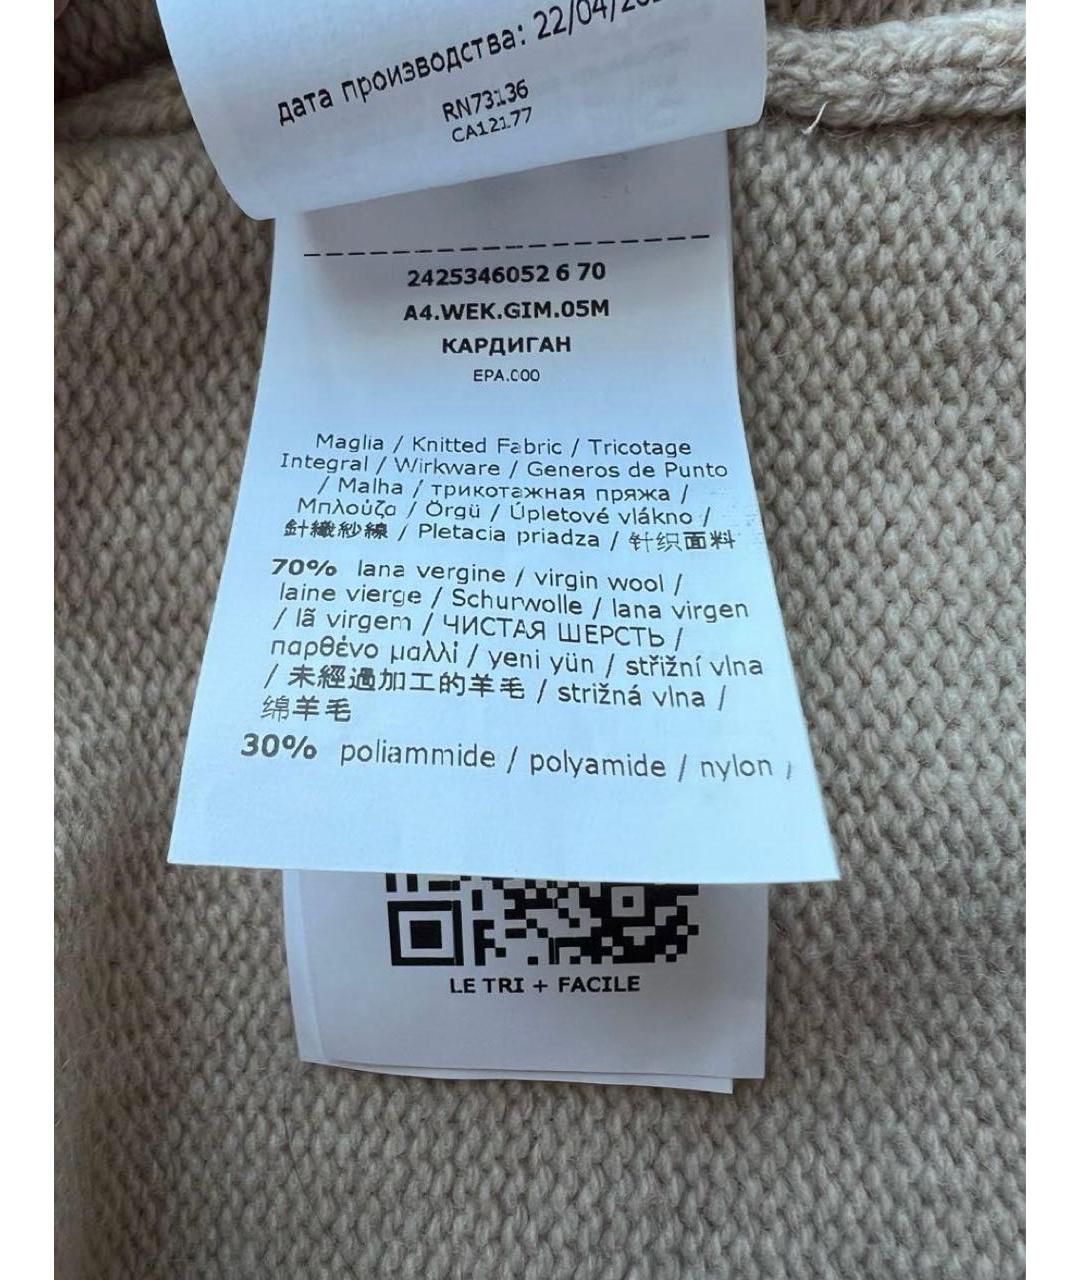 дата производства: 22/04/
RN73136
CA12177
2425346052 6 70
A4.WEK.GIM.05M
КАРДИГАН
EPA.000
Maglia / Knitted Fabric / Tricotage
Integral / Wirkware / Generos de Punto
/ Malha / трикотажная пряжа /
Μπλούζα / Örgü / Úpletové vlákno /
針織紗線 / Pletacia priadza / 针织面料
70% lana vergine / virgin wool /
laine vierge / Schurwolle / lana virgen
/ lã virgem / ЧИСТАЯ ШЕРСТЬ /
παρθένο μαλλί / yeni yün / střižní vlna
/ 未經過加工的羊毛 / strižná vlna /
绵羊毛
30% poliammide / polyamide / nylon /
LE TRI + FACILE